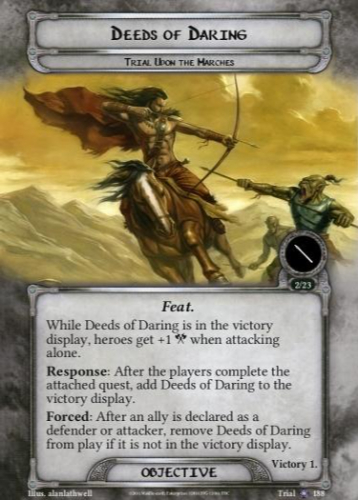 Deeds of Daring
Trial Upon the Marches
2/23
Feat.
While Deeds of Daring is in the victory
display, heroes get +1 when attacking
alone.
Response: After the players complete the
attached quest, add Deeds of Daring to the
victory display.
Forced: After an ally is declared as a
defender or attacker, remove Deeds of Daring
from play if it is not in the victory display.
Victory 1.
OBJECTIVE
Illus. alanlathwell
Trial 188